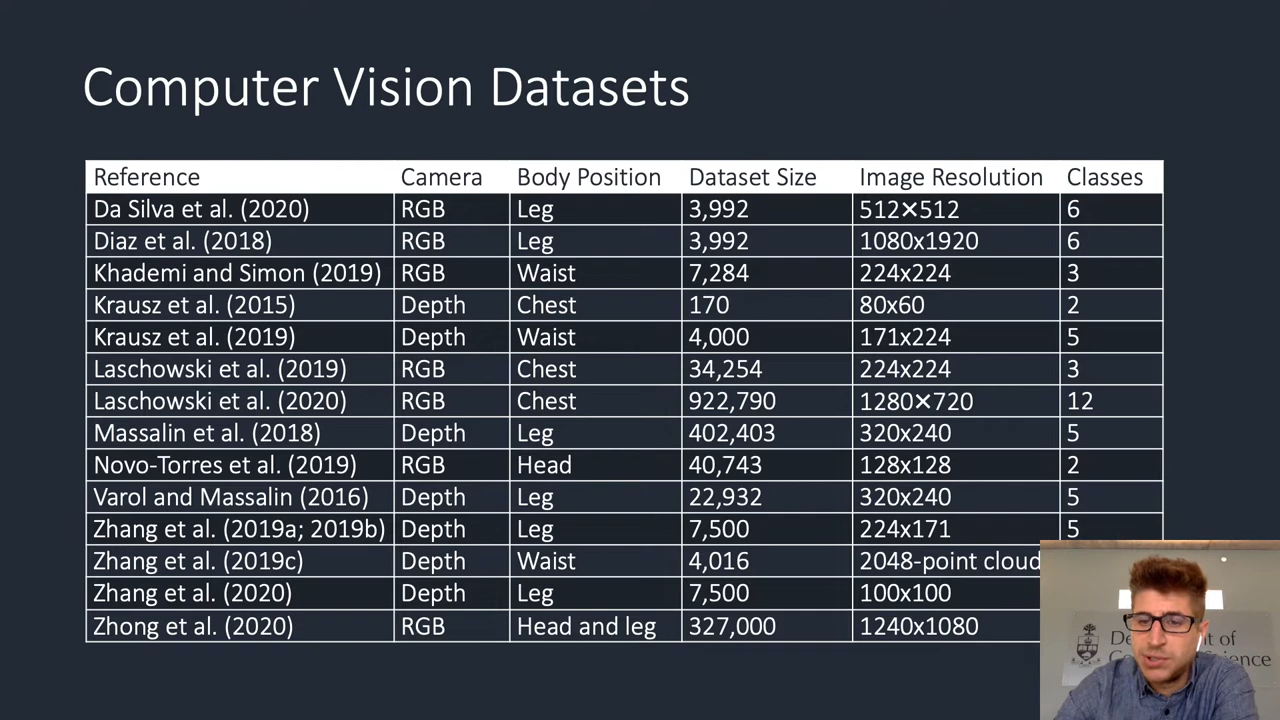 Computer Vision Datasets
Reference Camera Body Position Dataset Size Image Resolution Classes
Da Silva et al. (2020) RGB Leg 3,992 512×512 6
Diaz et al. (2018) RGB Leg 3,992 1080x1920 6
Khademi and Simon (2019) RGB Waist 7,284 224x224 3
Krausz et al. (2015) Depth Chest 170 80x60 2
Krausz et al. (2019) Depth Waist 4,000 171x224 5
Laschowski et al. (2019) RGB Chest 34,254 224x224 3
Laschowski et al. (2020) RGB Chest 922,790 1280×720 12
Massalin et al. (2018) Depth Leg 402,403 320x240 5
Novo-Torres et al. (2019) RGB Head 40,743 128x128 2
Varol and Massalin (2016) Depth Leg 22,932 320x240 5
Zhang et al. (2019a; 2019b) Depth Leg 7,500 224x171 5
Zhang et al. (2019c) Depth Waist 4,016 2048-point cloud
Zhang et al. (2020) Depth Leg 7,500 100x100
Zhong et al. (2020) RGB Head and leg 327,000 1240x1080
of